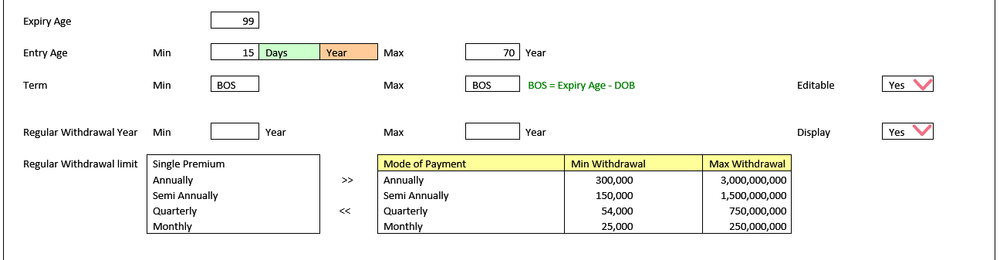 Expiry Age 99
Entry Age Min 15 Days Year Max 70 Year
Term Min BOS Max BOS BOS = Expiry Age - DOB Editable Yes
Regular Withdrawal Year Min Year Max Year Display Yes
Regular Withdrawal limit Single Premium Mode of Payment Min Withdrawal Max Withdrawal
Annually >> Annually 300,000 3,000,000,000
Semi Annually Semi Annually 150,000 1,500,000,000
Quarterly << Quarterly 54,000 750,000,000
Monthly Monthly 25,000 250,000,000